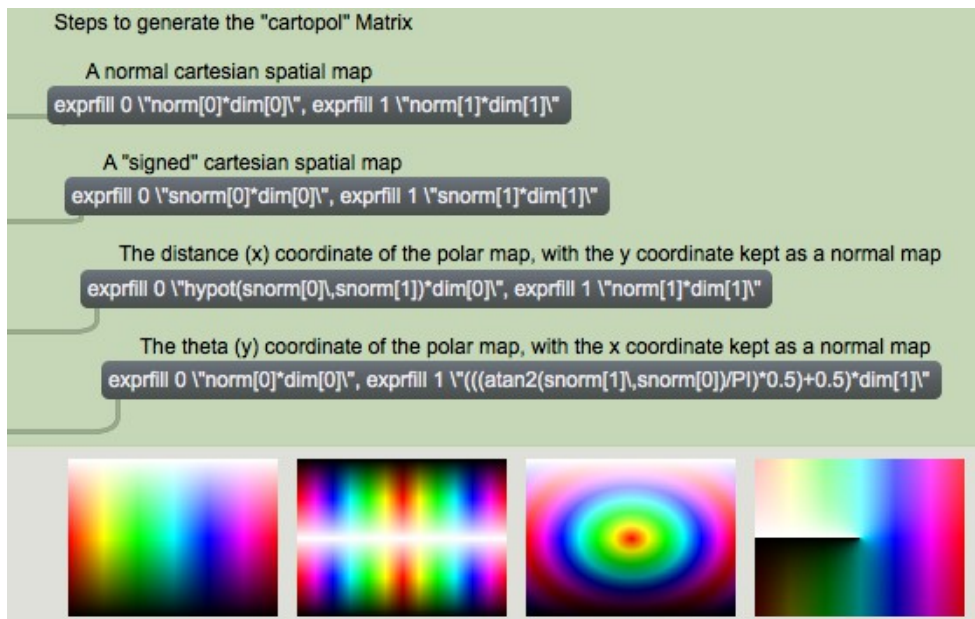 Steps to generate the "cartopol" Matrix
A normal cartesian spatial map
exprfill 0 \"norm[0]*dim[0]\", exprfill 1 \"norm[1]*dim[1]\"
A "signed" cartesian spatial map
exprfill 0 \"snorm[0]*dim[0]\", exprfill 1 \"snorm[1]*dim[1]\"
The distance (x) coordinate of the polar map, with the y coordinate kept as a normal map
exprfill 0 \"hypot(snorm[0]\,snorm[1])*dim[0]\", exprfill 1 \"norm[1]*dim[1]\"
The theta (y) coordinate of the polar map, with the x coordinate kept as a normal map
exprfill 0 \"norm[0]*dim[0]\", exprfill 1 \"(((atan2(snorm[1]\,snorm[0])/PI)*0.5)+0.5)*dim[1]\"